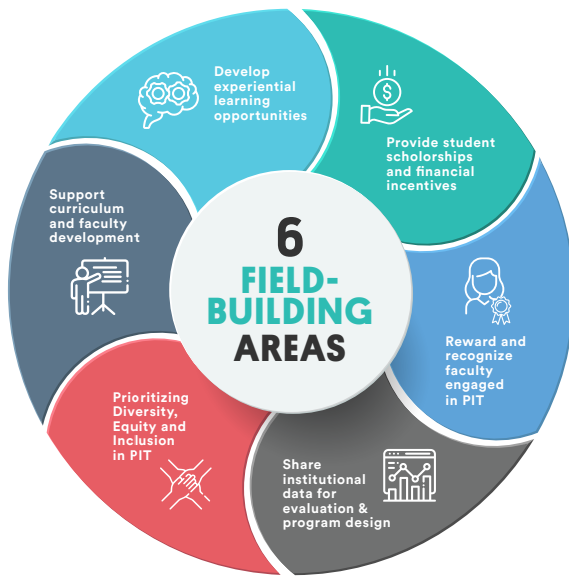 6
FIELD-
BUILDING
AREAS
Develop
experiential
learning
opportunities
Provide student
scholorships
and financial
incentives
Reward and
recognize
faculty
engaged
in PIT
Share
institutional
data for
evaluation &
program design
Prioritizing
Diversity,
Equity and
Inclusion
in PIT
Support
curriculum
and faculty
development